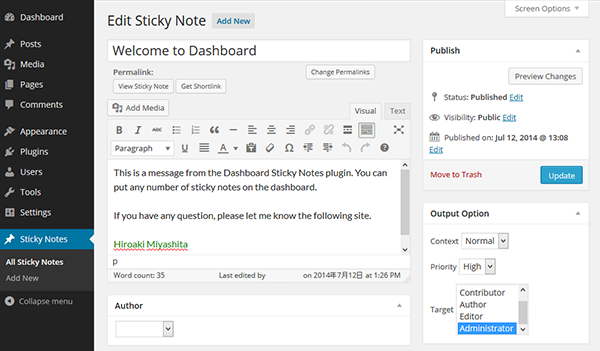 Screen Options
Dashboard
Posts
Media
Pages
Comments
Appearance
Plugins
Users
Tools
Settings
Sticky Notes
All Sticky Notes
Add New
Collapse menu
Edit Sticky Note Add New
Welcome to Dashboard
Permalink:
View Sticky Note Get Shortlink Change Permalinks
Add Media
Visual Text
B I ABC
Paragraph U A
This is a message from the Dashboard Sticky Notes plugin. You can
put any number of sticky notes on the dashboard.
If you have any question, please let me know the following site.
Hiroaki Miyashita
p
Word count: 35 Last edited by on 2014年7月12日 at 1:26 PM
Author
Publish
Preview Changes
Status: Published Edit
Visibility: Public Edit
Published on: Jul 12, 2014 @ 13:08
Edit
Move to Trash Update
Output Option
Context Normal
Priority High
Target
Contributor
Author
Editor
Administrator